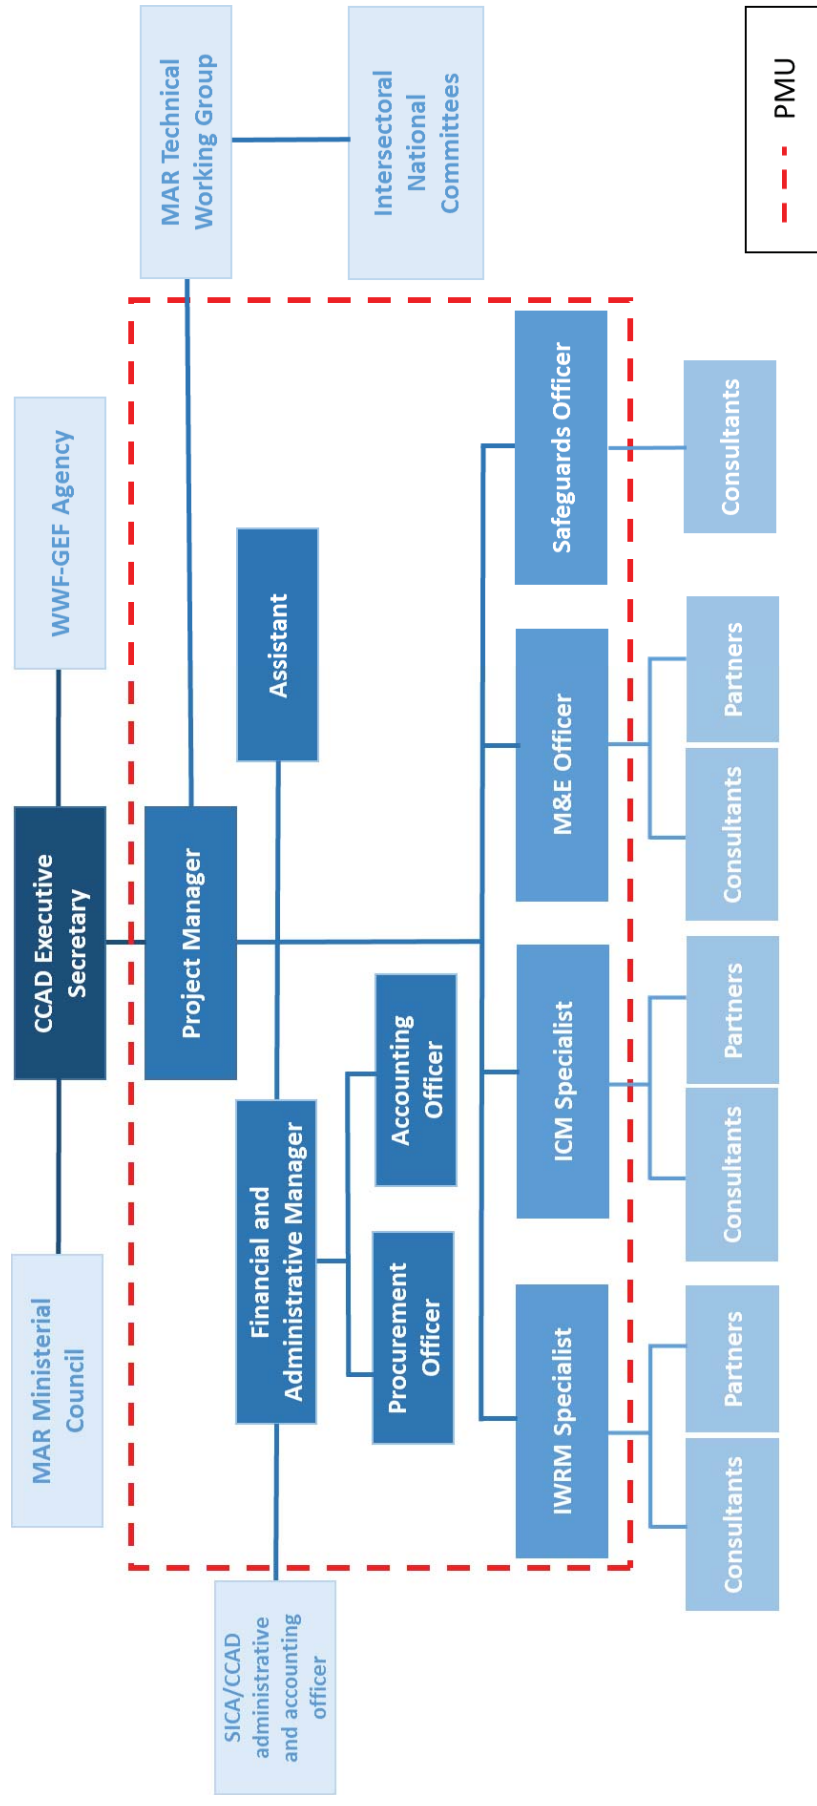 MAR Ministerial
Council
CCAD Executive
Secretary
WWF-GEF Agency
Project Manager
MAR Technical
Working Group
SICA/CCAD
administrative
and accounting
officer
Financial and
Administrative Manager
Assistant
Intersectoral
National
Committees
Procurement
Officer
Accounting
Officer
IWRM Specialist
ICM Specialist
M&E Officer
Safeguards Officer
Consultants
Partners
Consultants
Partners
Consultants
Partners
Consultants
PMU